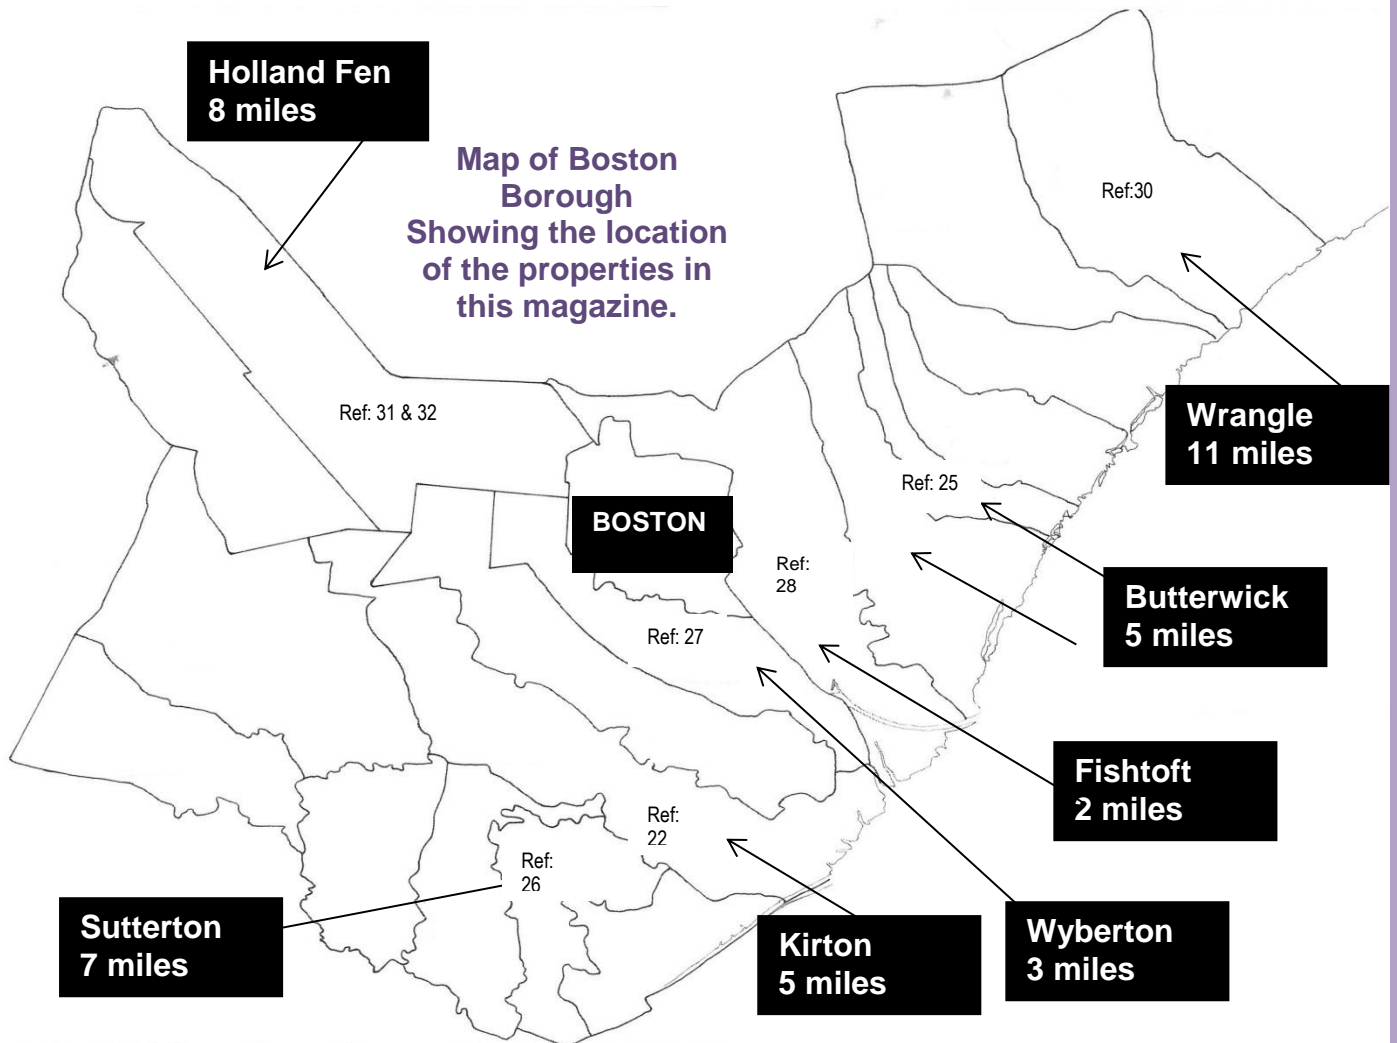 Holland Fen
8 miles
Map of Boston
Borough
Showing the location
of the properties in
this magazine.
Ref:30
Ref: 31 & 32
Wrangle
11 miles
Ref: 25
BOSTON
Ref:
28
Butterwick
5 miles
Ref: 27
Fishtoft
2 miles
Ref:
22
Ref:
26
Sutterton
7 miles
Kirton
5 miles
Wyberton
3 miles